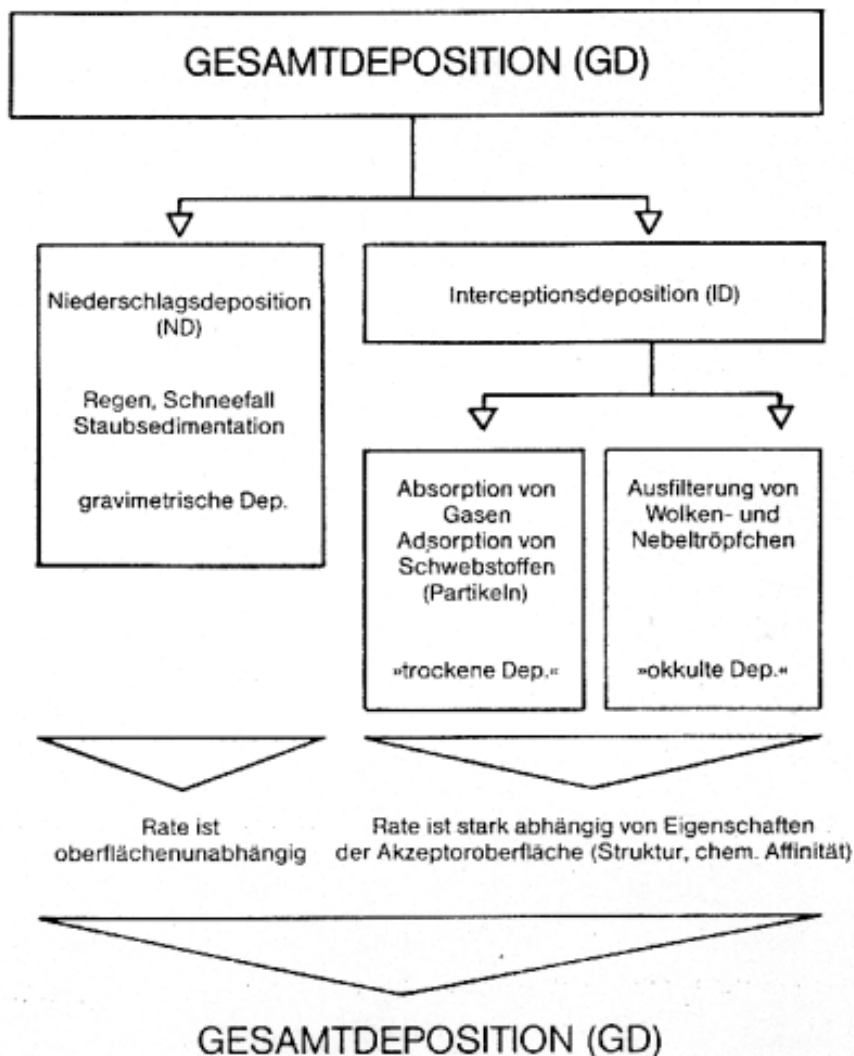 GESAMTDEPOSITION (GD)
Niederschlagsdeposition
(ND)
Regen, Schneefall
Staubsedimentation
gravimetrische Dep.
Interceptionsdeposition (ID)
Absorption von
Gasen
Adsorption von
Schwebstoffen
(Partikeln)
»trockene Dep.«
Ausfilterung von
Wolken- und
Nebeltröpfchen
»okkulte Dep.«
Rate ist
oberflächenunabhängig
Rate ist stark abhängig von Eigenschaften
der Akzeptoroberfläche (Struktur, chem. Affinität)
GESAMTDEPOSITION (GD)